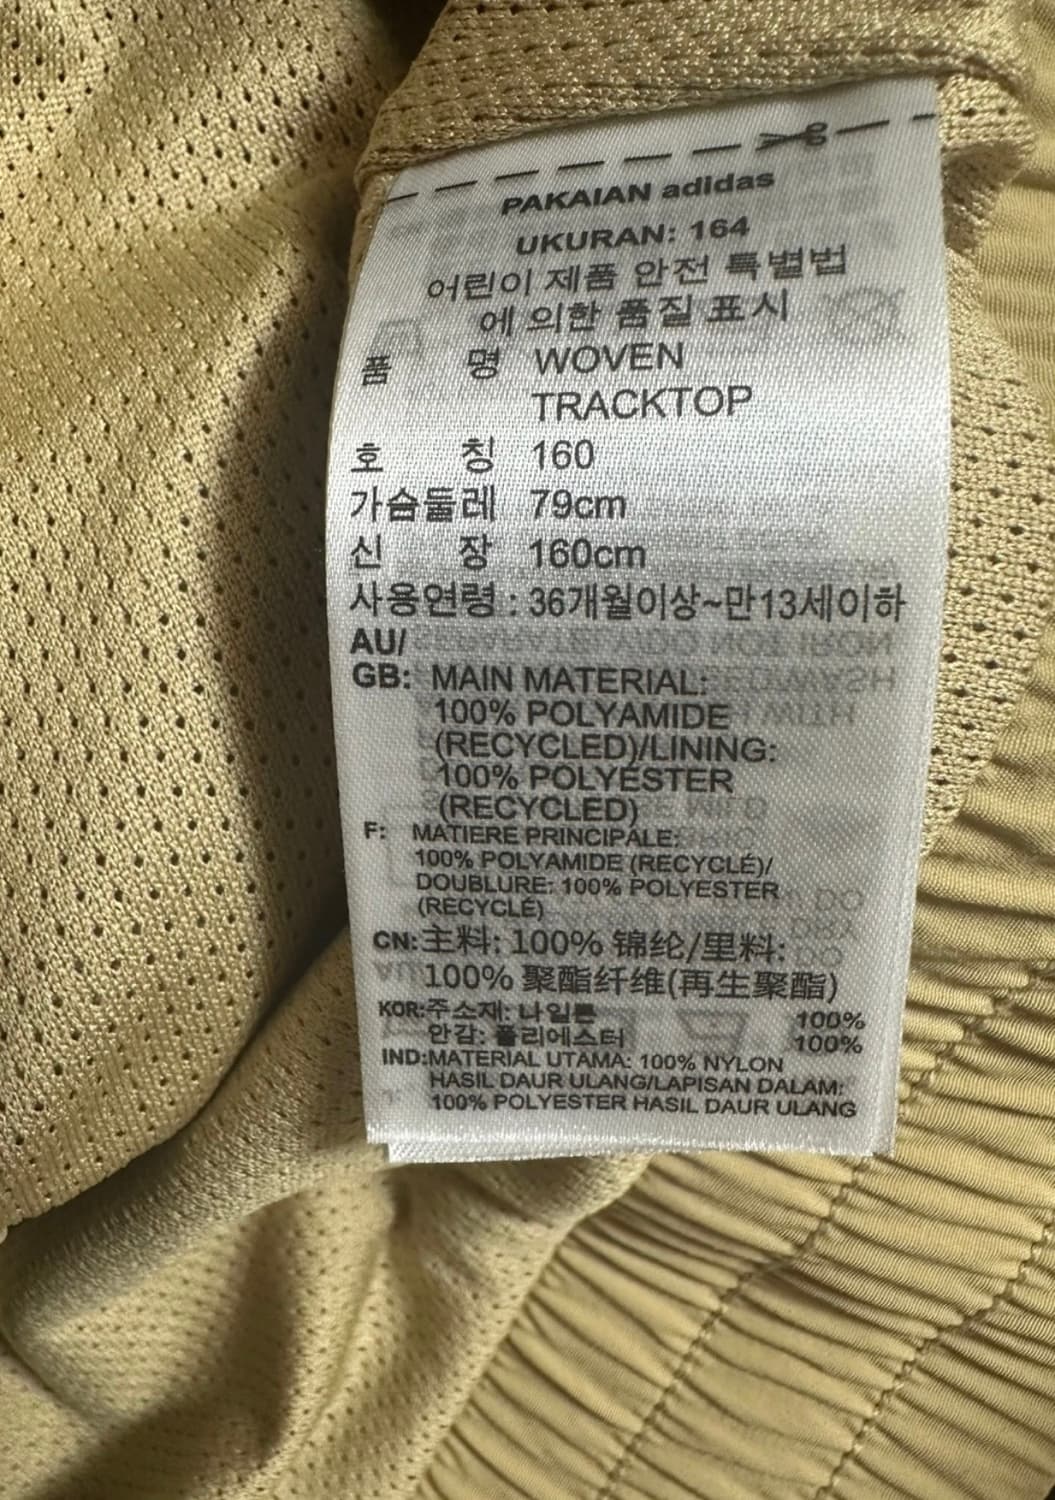 PAKAIAN adidas
UKURAN: 164
어린이 제품 안전 특별법
에 의한 품질 표시
품 명 WOVEN
TRACKTOP
호 칭 160
가슴둘레 79cm
신 장 160cm
사용연령 : 36개월이상~만13세이하
AU/
GB: MAIN MATERIAL:
100% POLYAMIDE
(RECYCLED)/LINING:
100% POLYESTER
(RECYCLED)
F: MATIERE PRINCIPALE:
100% POLYAMIDE (RECYCLÉ)/
DOUBLURE: 100% POLYESTER
(RECYCLÉ)
CN:主料: 100% 锦纶/里料:
100% 聚酯纤维(再生聚酯)
KOR:주소재: 나일론 100%
안감: 폴리에스터 100%
IND:MATERIAL UTAMA: 100% NYLON
HASIL DAUR ULANG/LAPISAN DALAM:
100% POLYESTER HASIL DAUR ULANG